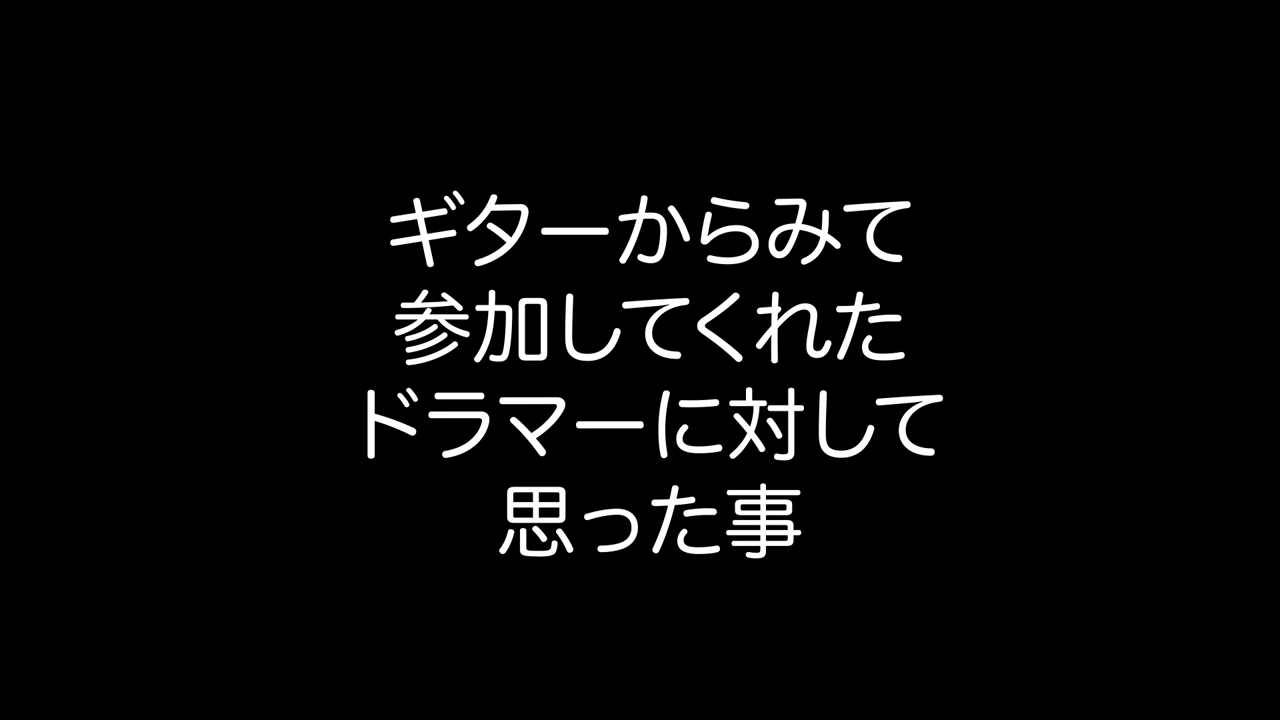 ギターからみて
参加してくれた
ドラマーに対して
思った事